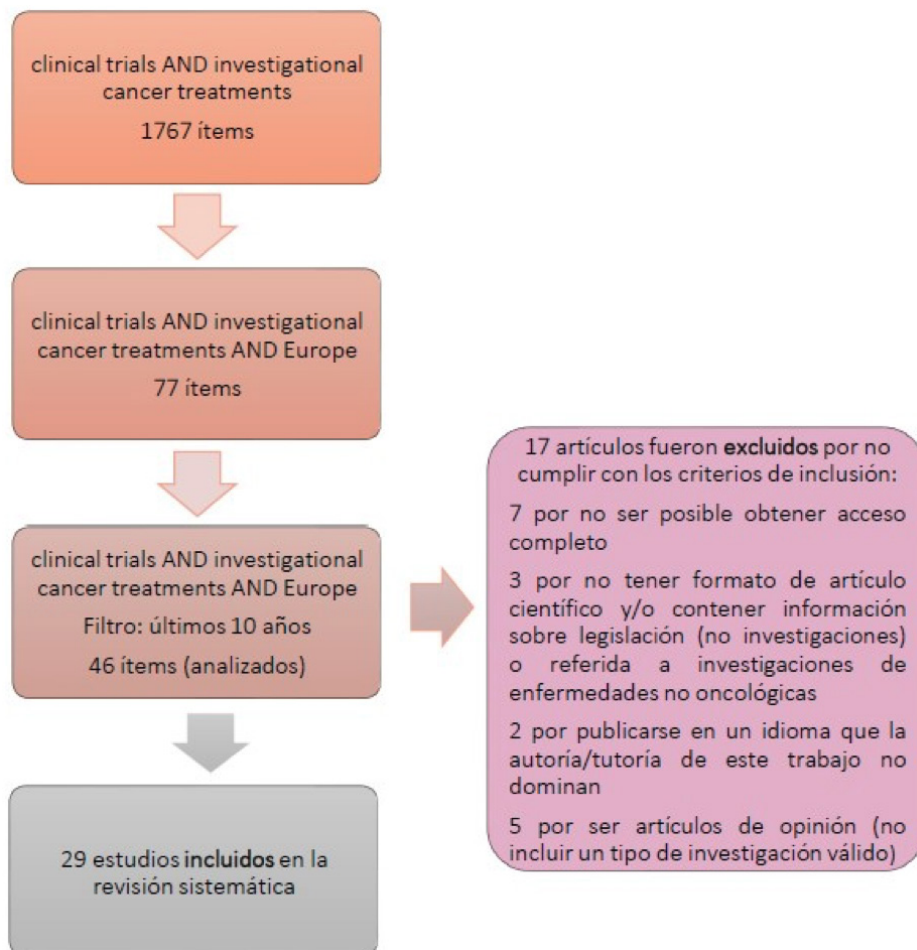 clinical trials AND investigational
cancer treatments
1767 ítems
clinical trials AND investigational
cancer treatments AND Europe
77 ítems
clinical trials AND investigational
cancer treatments AND Europe
Filtro: últimos 10 años
46 ítems (analizados)
29 estudios incluidos en la
revisión sistemática
17 artículos fueron excluidos por no
cumplir con los criterios de inclusión:
7 por no ser posible obtener acceso
completo
3 por no tener formato de artículo
científico y/o contener información
sobre legislación (no investigaciones)
o referida a investigaciones de
enfermedades no oncológicas
2 por publicarse en un idioma que la
autoría/tutoría de este trabajo no
dominan
5 por ser artículos de opinión (no
incluir un tipo de investigación válido)